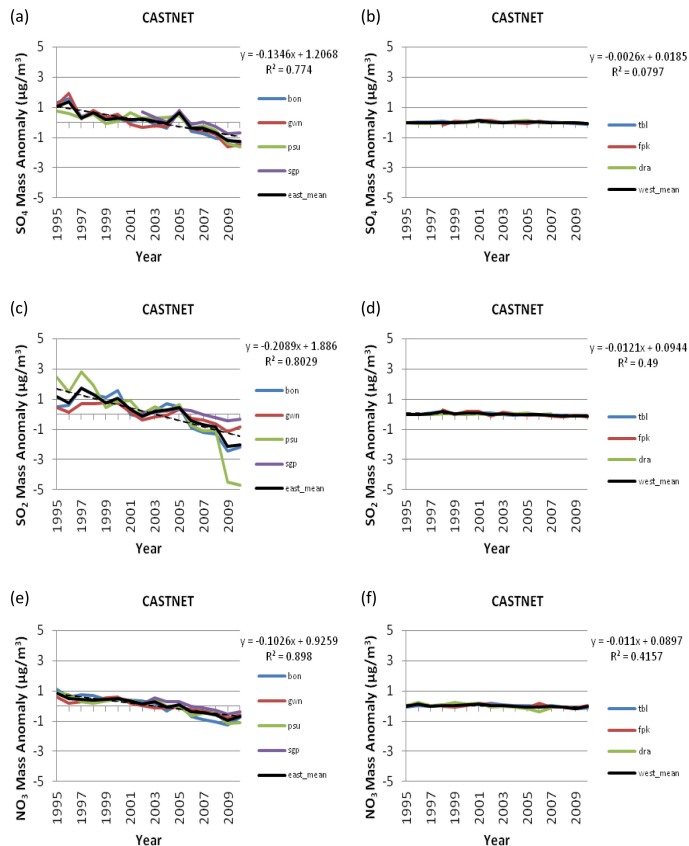 (a)
CASTNET
y = -0.1346x + 1.2068
R² = 0.774
SO₄ Mass Anomaly (μg/m³)
5
3
1
-1
-3
-5
1995
1997
1999
2001
2003
2005
2007
2009
Year
bon
gwn
psu
sgp
east_mean
(b)
CASTNET
y = -0.0026x + 0.0185
R² = 0.0797
SO₄ Mass Anomaly (μg/m³)
5
3
1
-1
-3
-5
1995
1997
1999
2001
2003
2005
2007
2009
Year
tbl
fpk
dra
west_mean
(c)
CASTNET
y = -0.2089x + 1.886
R² = 0.8029
SO₂ Mass Anomaly (μg/m³)
5
3
1
-1
-3
-5
1995
1997
1999
2001
2003
2005
2007
2009
Year
bon
gwn
psu
sgp
east_mean
(d)
CASTNET
y = -0.0121x + 0.0944
R² = 0.49
SO₂ Mass Anomaly (μg/m³)
5
3
1
-1
-3
-5
1995
1997
1999
2001
2003
2005
2007
2009
Year
tbl
fpk
dra
west_mean
(e)
CASTNET
y = -0.1026x + 0.9259
R² = 0.898
NO₃ Mass Anomaly (μg/m³)
5
3
1
-1
-3
-5
1995
1997
1999
2001
2003
2005
2007
2009
Year
bon
gwn
psu
sgp
east_mean
(f)
CASTNET
y = -0.011x + 0.0897
R² = 0.4157
NO₃ Mass Anomaly (μg/m³)
5
3
1
-1
-3
-5
1995
1997
1999
2001
2003
2005
2007
2009
Year
tbl
fpk
dra
west_mean